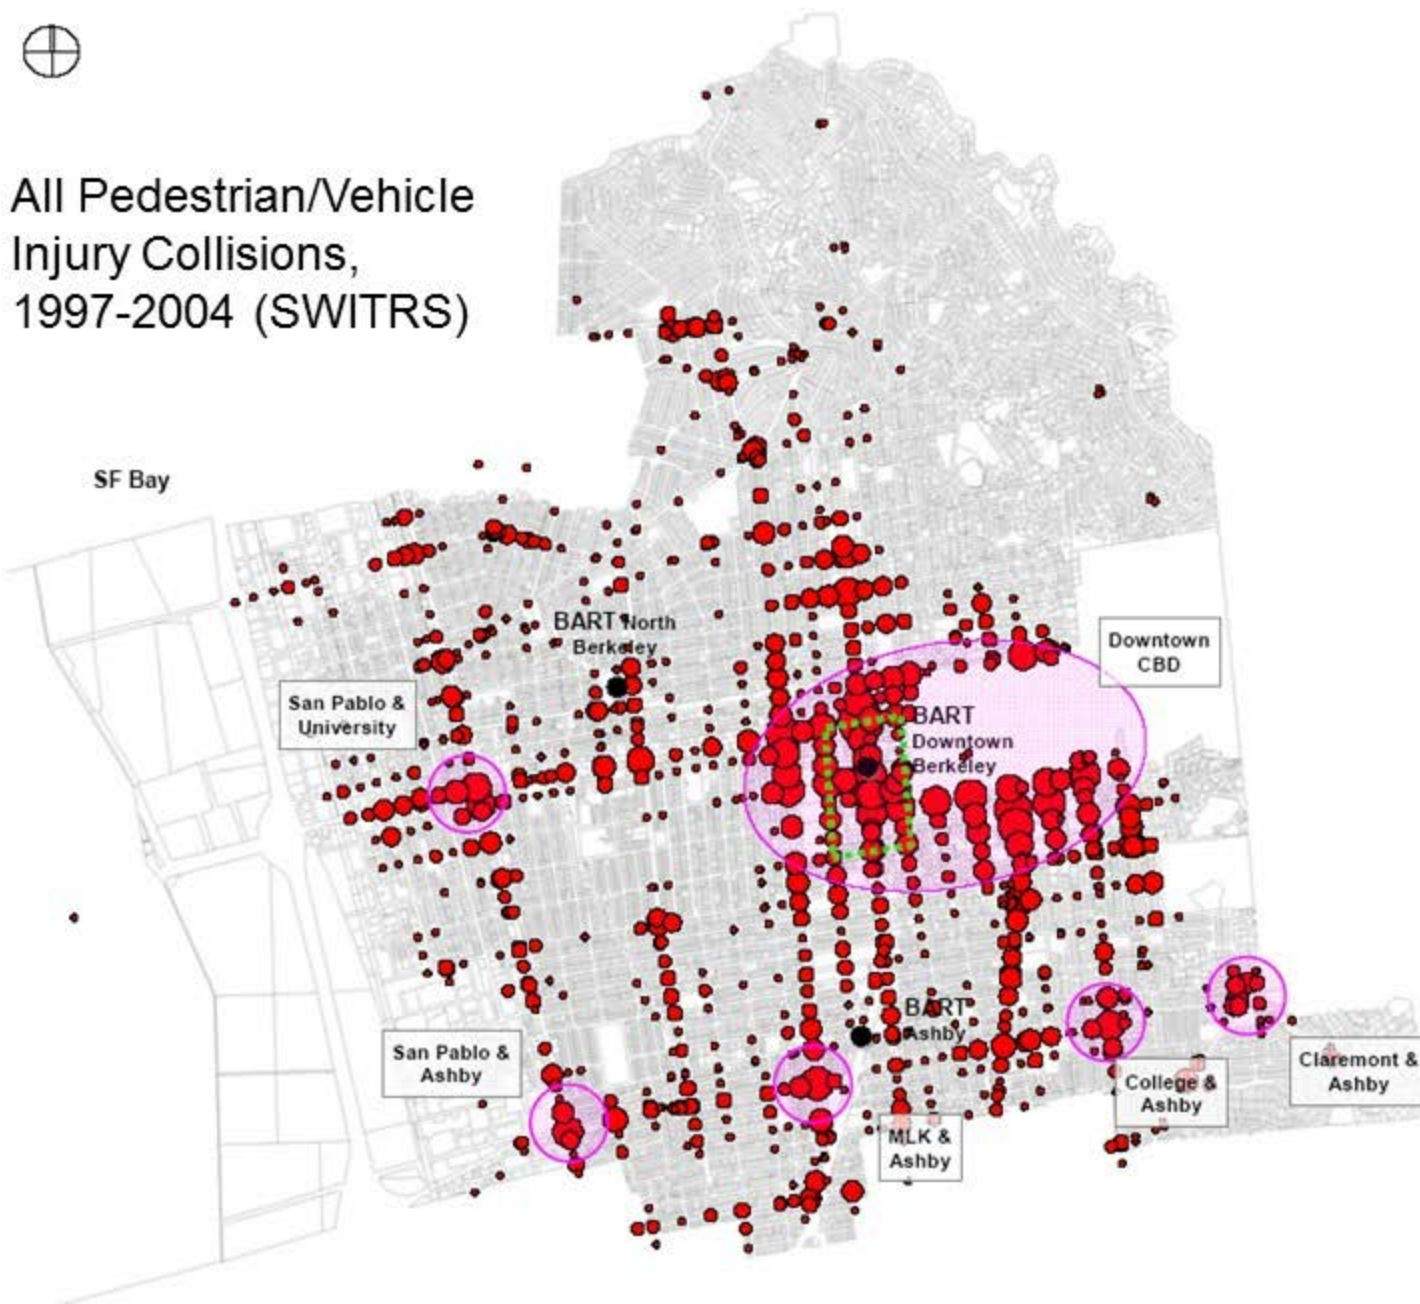 All Pedestrian/Vehicle
Injury Collisions,
1997-2004 (SWITRS)
SF Bay
BART North
Berkeley
Downtown
CBD
San Pablo &
University
BART
Downtown
Berkeley
BART
Ashby
San Pablo &
Ashby
College &
Ashby
Claremont &
Ashby
MLK &
Ashby